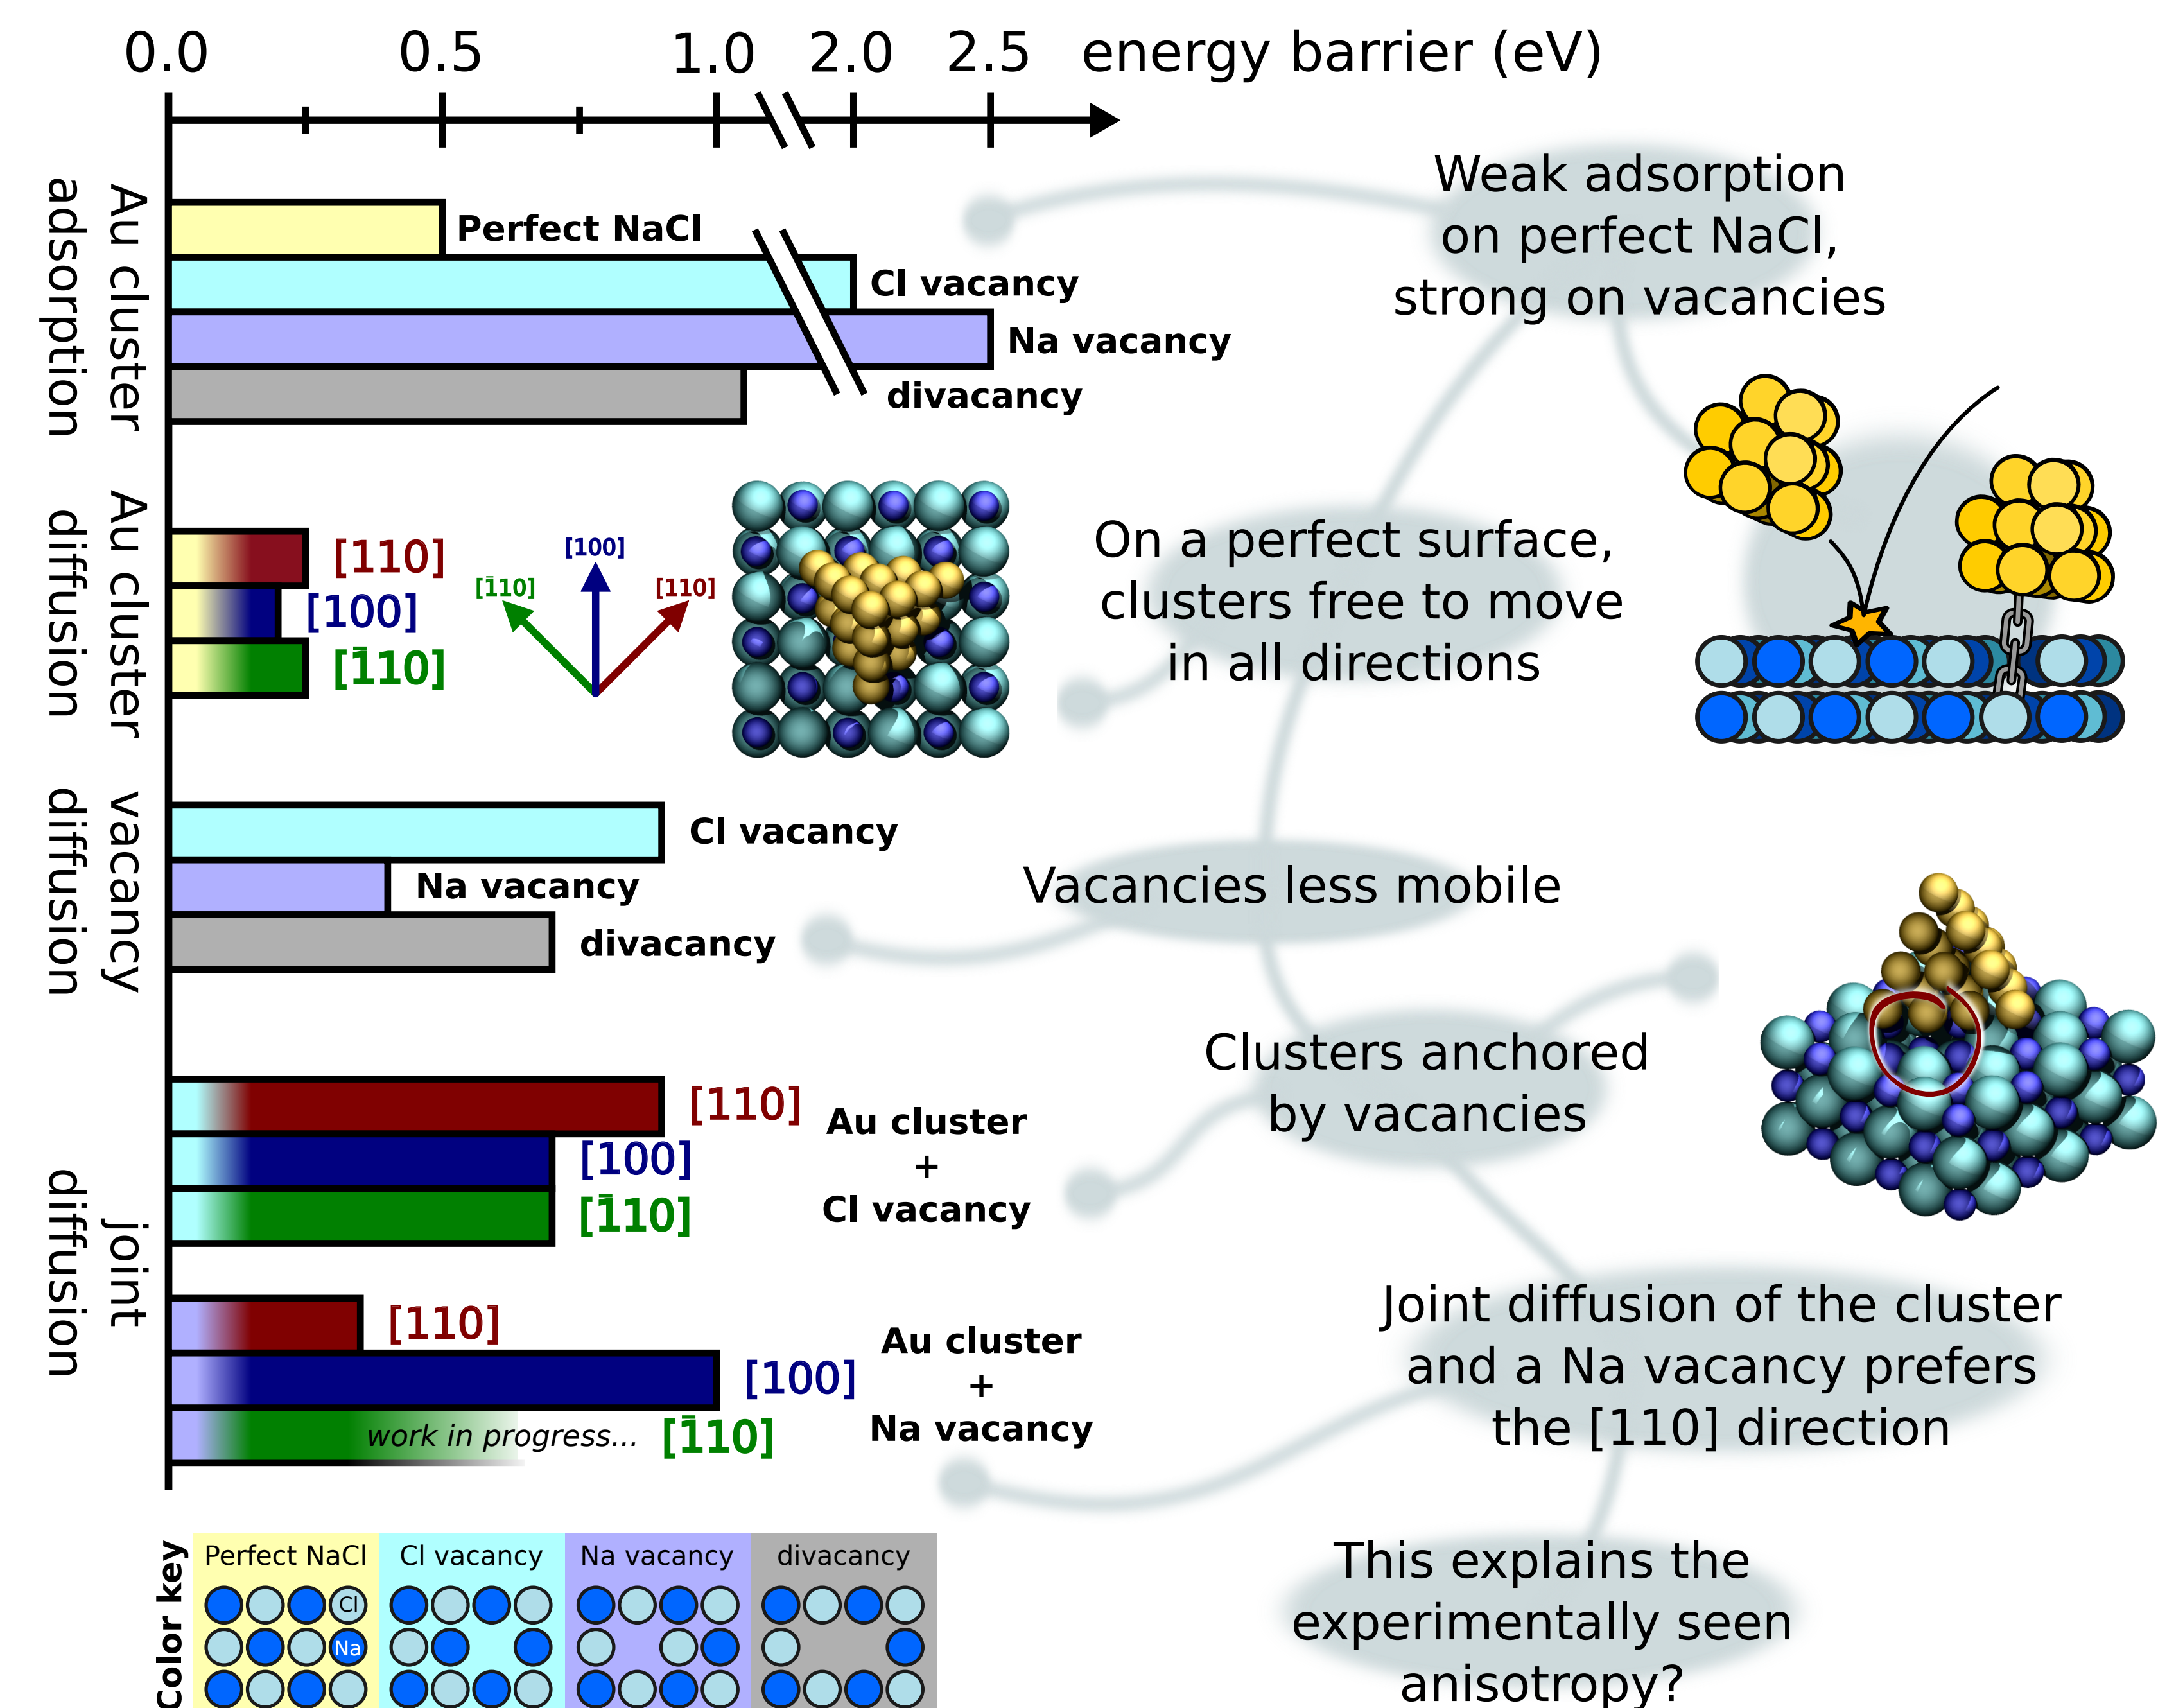 0.0 0.5 1.0 2.0 2.5 energy barrier (eV)
Au cluster
adsorption
Perfect NaCl
Cl vacancy
Na vacancy
divacancy
Weak adsorption
on perfect NaCl,
strong on vacancies
Au cluster
diffusion
[110]
[100]
[1̄10]
[1̄10]
[100]
[110]
On a perfect surface,
clusters free to move
in all directions
vacancy
diffusion
Cl vacancy
Na vacancy
divacancy
Vacancies less mobile
Clusters anchored
by vacancies
joint
diffusion
[110]
[100]
[1̄10]
Au cluster
+
Cl vacancy
[110]
[100]
work in progress... [1̄10]
Au cluster
+
Na vacancy
Joint diffusion of the cluster
and a Na vacancy prefers
the [110] direction
This explains the
experimentally seen
anisotropy?
Color key
Perfect NaCl Cl vacancy Na vacancy divacancy
Cl
Na